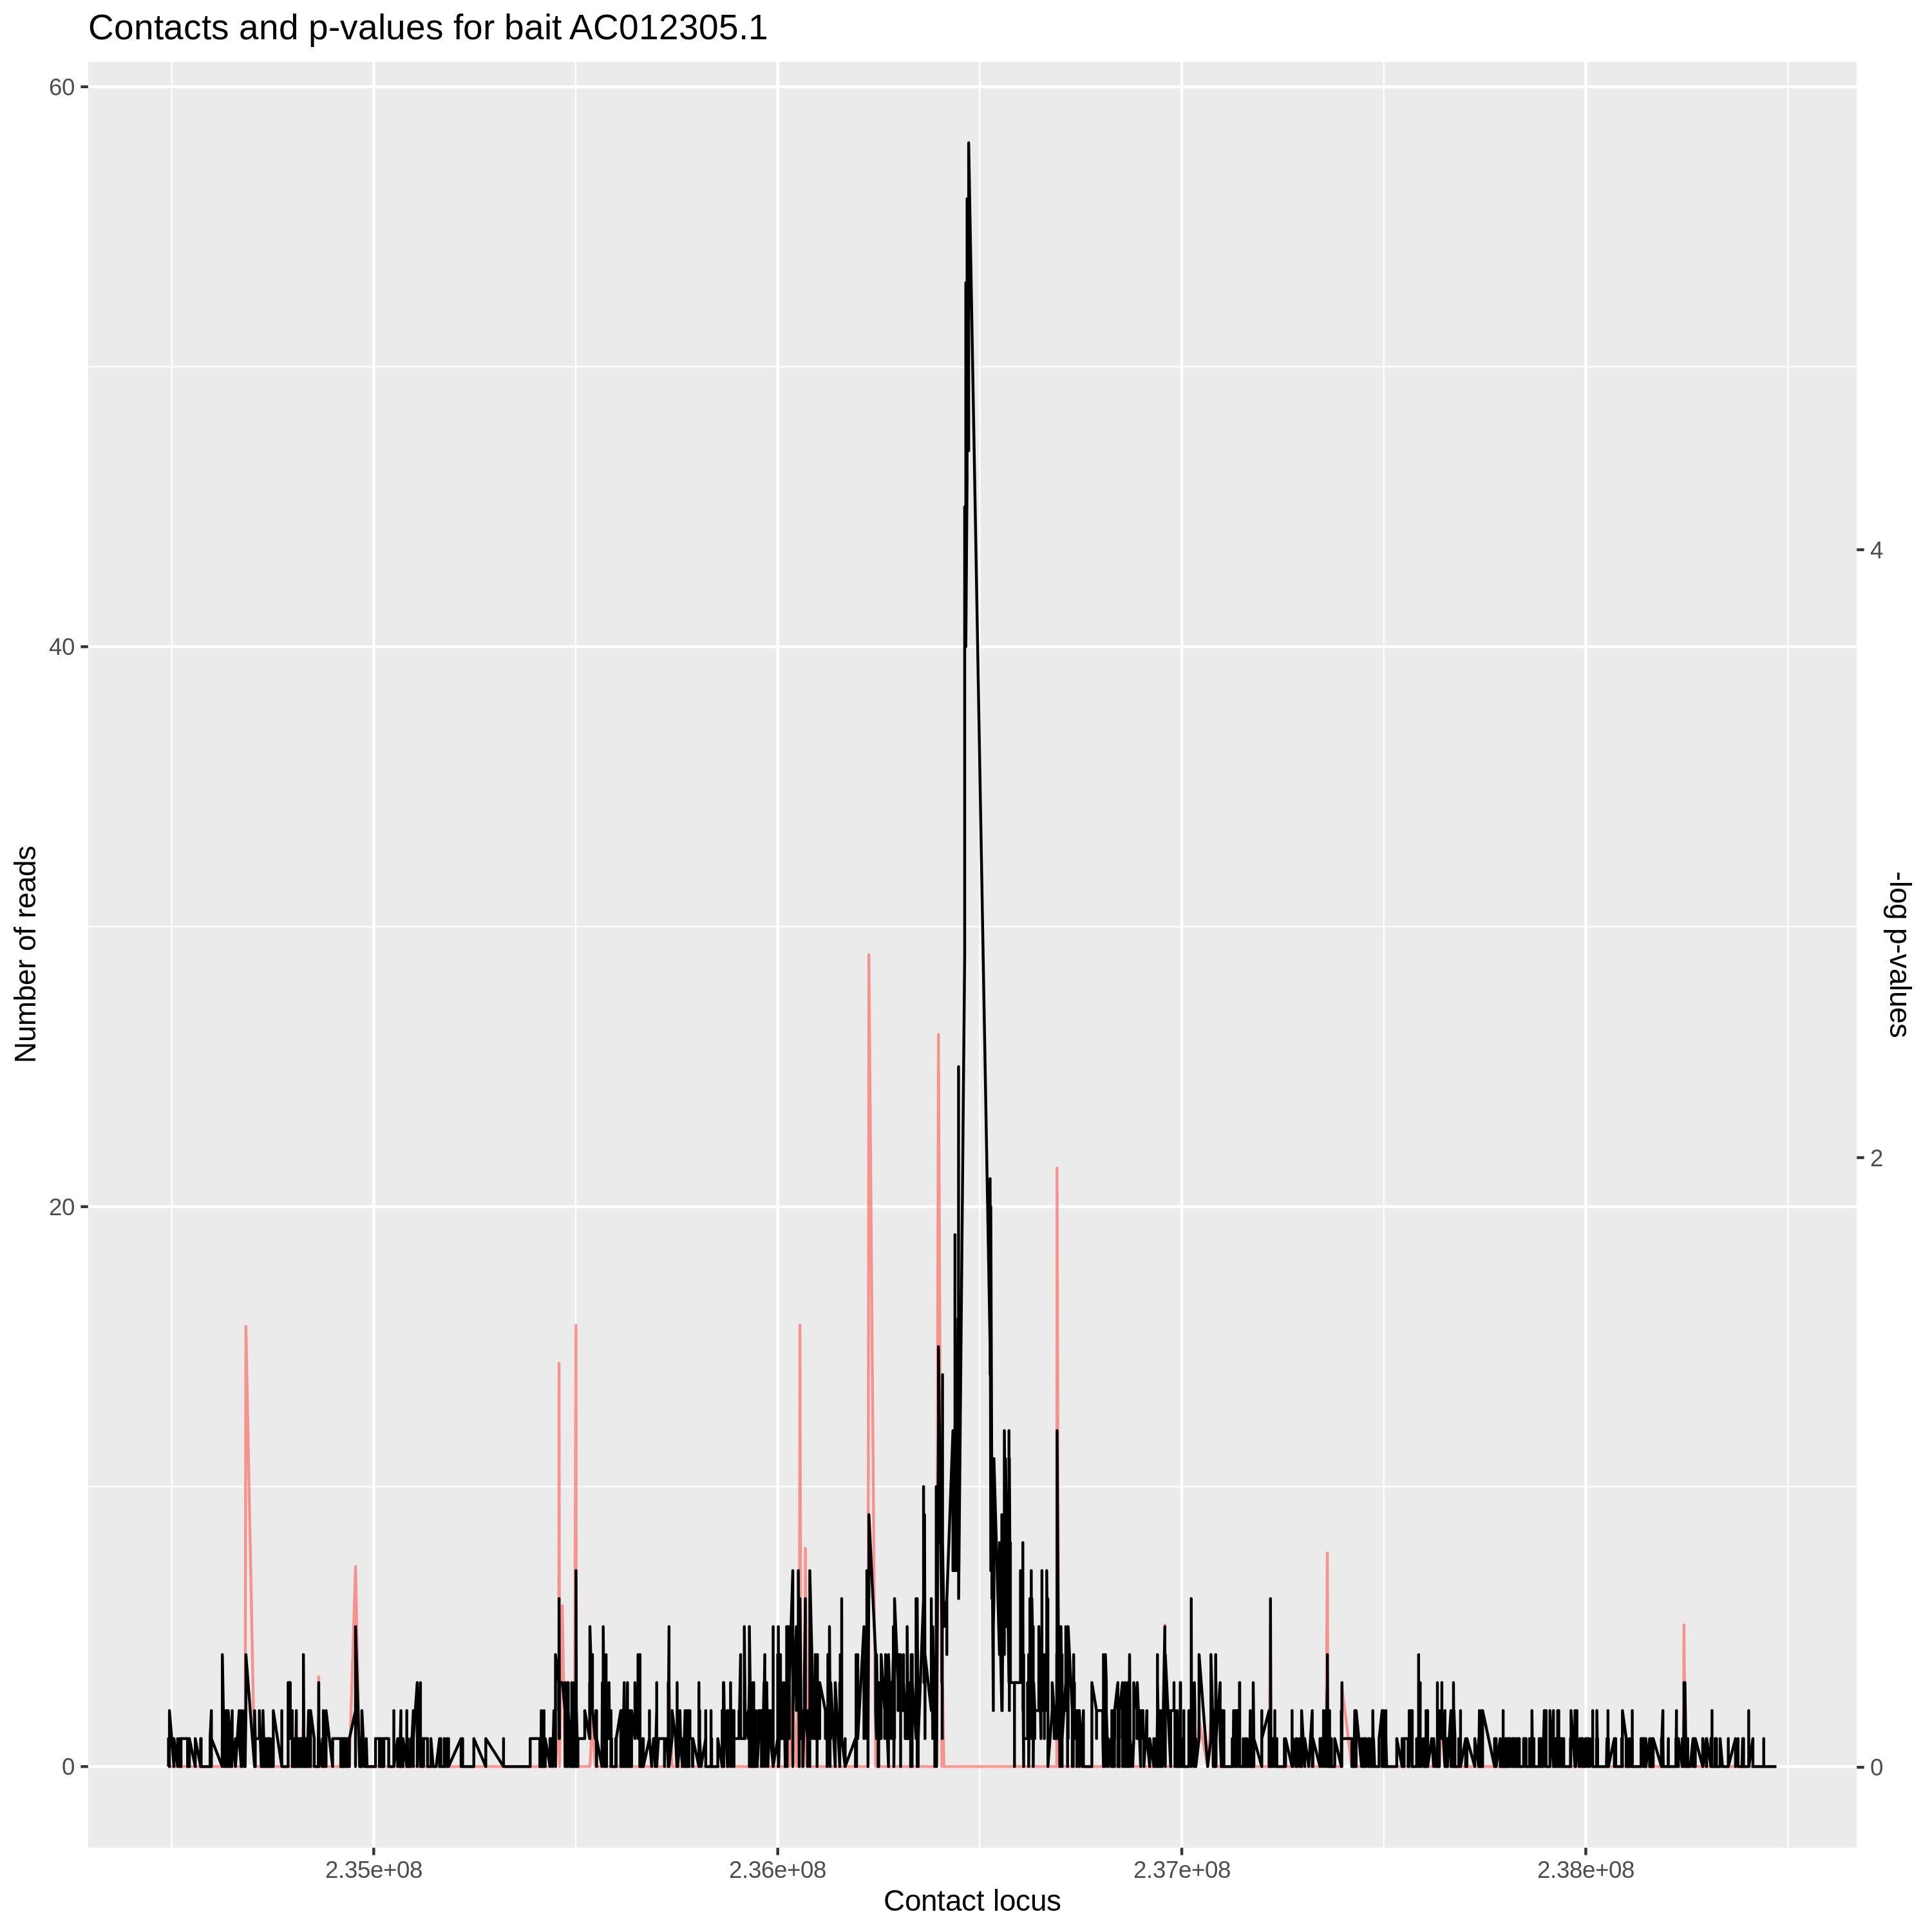 Contacts and p-values for bait AC012305.1
60
40
20
0
Number of reads
4
2
0
-log p-values
2.35e+08
2.36e+08
2.37e+08
2.38e+08
Contact locus